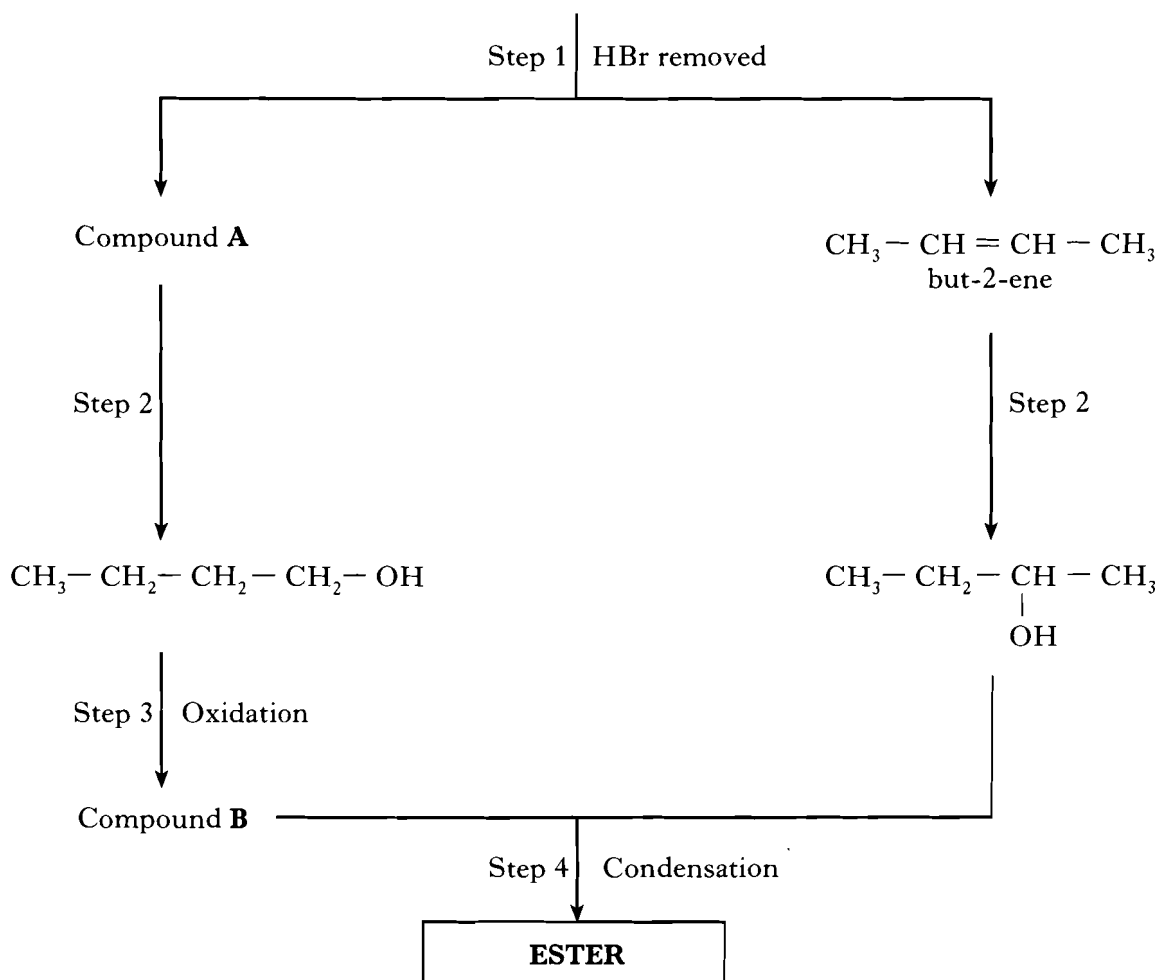 Step 1 HBr removed
Compound A
CH₃ — CH = CH — CH₃
but-2-ene
Step 2
Step 2
CH₃ — CH₂ — CH₂ — CH₂ — OH
CH₃ — CH₂ — CH — CH₃
OH
Step 3 Oxidation
Compound B
Step 4 Condensation
ESTER